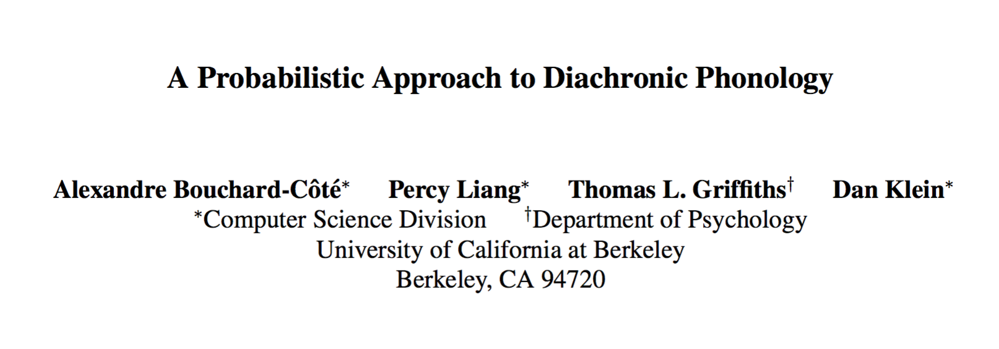 A Probabilistic Approach to Diachronic Phonology
Alexandre Bouchard-Côté* Percy Liang* Thomas L. Griffiths† Dan Klein*
*Computer Science Division †Department of Psychology
University of California at Berkeley
Berkeley, CA 94720